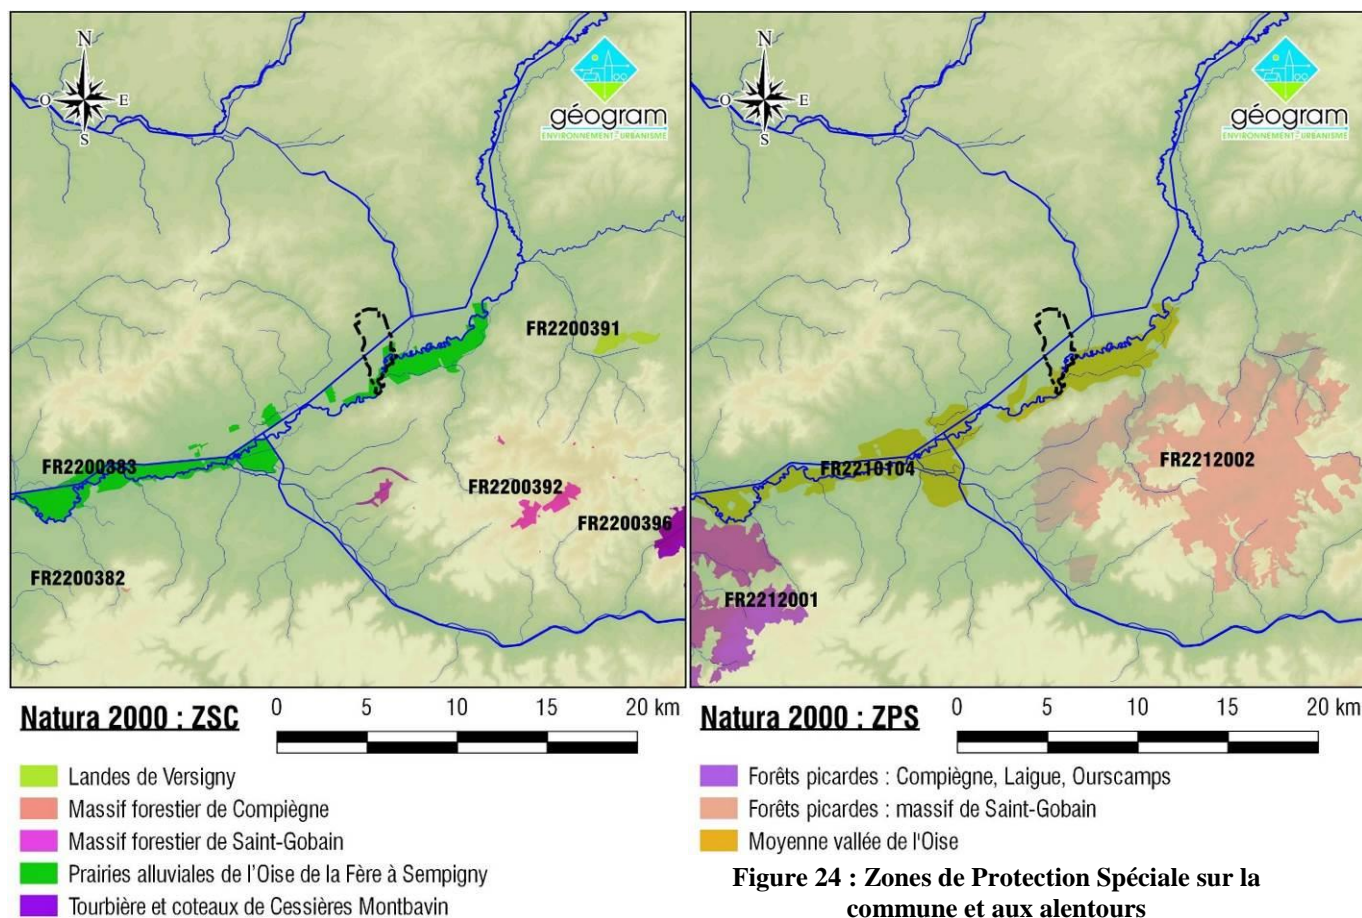 N
O E
S
géogram
ENVIRONNEMENT - URBANISME
FR2200391
FR2200383
FR2200392
FR2200396
FR2200382
Natura 2000 : ZSC
0 5 10 15 20 km
Landes de Versigny
Massif forestier de Compiègne
Massif forestier de Saint-Gobain
Prairies alluviales de l'Oise de la Fère à Sempigny
Tourbière et coteaux de Cessières Montbavin
N
O E
S
géogram
ENVIRONNEMENT - URBANISME
FR2210104
FR2212002
FR2212001
Natura 2000 : ZPS
0 5 10 15 20 km
Forêts picardes : Compiègne, Laigue, Ourscamps
Forêts picardes : massif de Saint-Gobain
Moyenne vallée de l'Oise
Figure 24 : Zones de Protection Spéciale sur la
commune et aux alentours